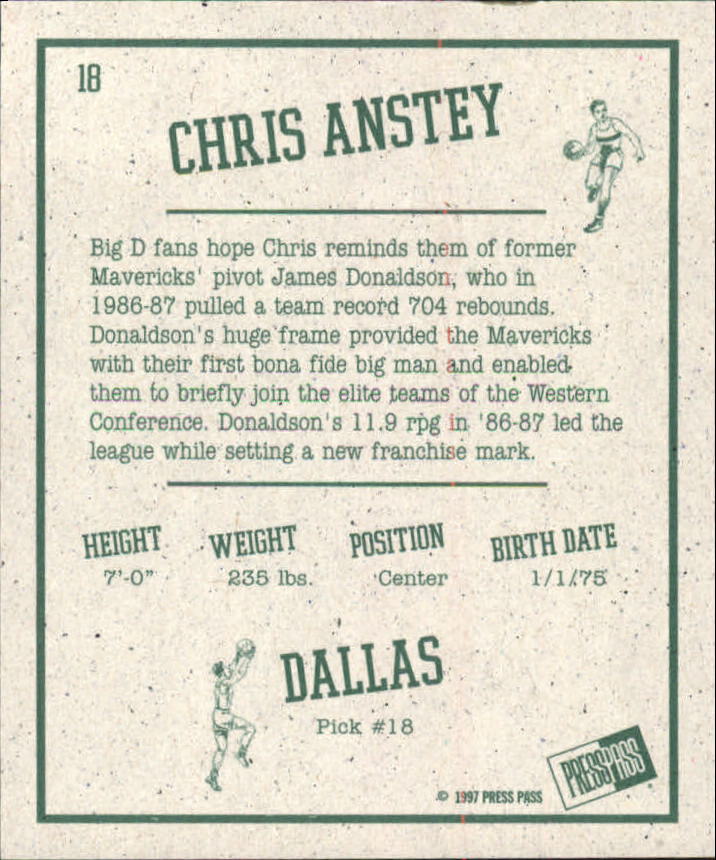 18
CHRIS ANSTEY
Big D fans hope Chris reminds them of former
Mavericks' pivot James Donaldson, who in
1986-87 pulled a team record 704 rebounds.
Donaldson's huge frame provided the Mavericks
with their first bona fide big man and enabled
them to briefly join the elite teams of the Western
Conference. Donaldson's 11.9 rpg in '86-87 led the
league while setting a new franchise mark.
HEIGHT WEIGHT POSITION BIRTH DATE
7'-0" 235 lbs. Center 1/1/75
DALLAS
Pick #18
© 1997 PRESS PASS
PRESS PASS